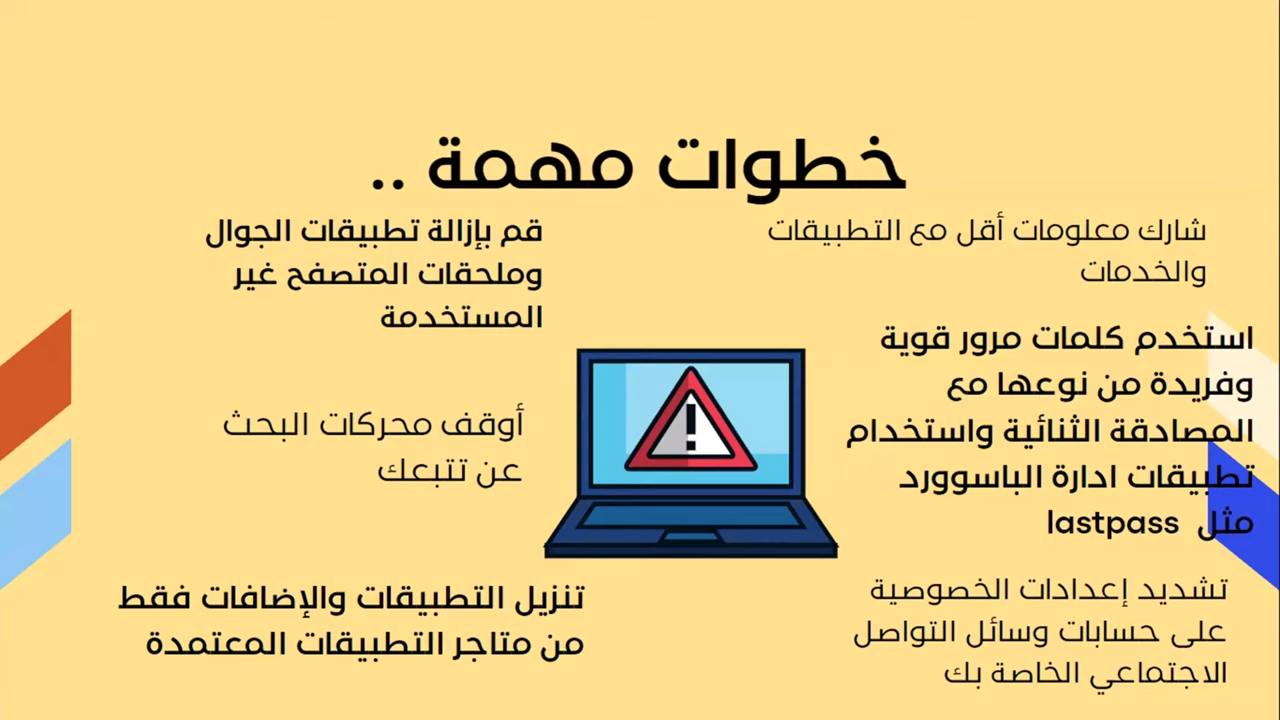 خطوات مهمة ..
شارك معلومات أقل مع التطبيقات
والخدمات
استخدم كلمات مرور قوية
وفريدة من نوعها مع
المصادقة الثنائية واستخدام
تطبيقات ادارة الباسوورد
مثل lastpass
تشديد إعدادات الخصوصية
على حسابات وسائل التواصل
الاجتماعي الخاصة بك
قم بإزالة تطبيقات الجوال
وملحقات المتصفح غير
المستخدمة
أوقف محركات البحث
عن تتبعك
تنزيل التطبيقات والإضافات فقط
من متاجر التطبيقات المعتمدة